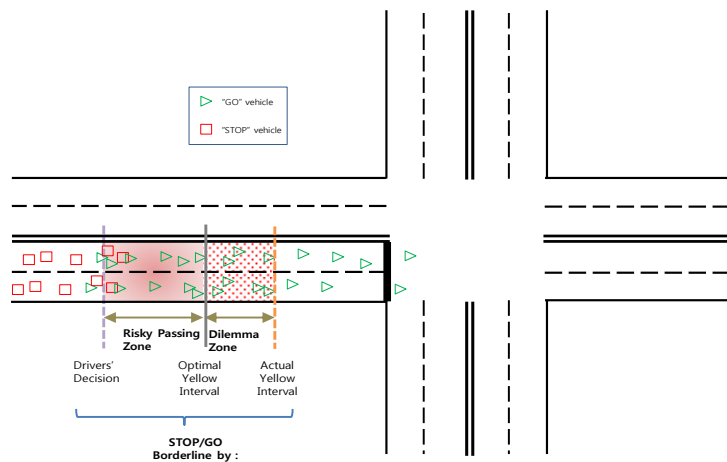 "GO" vehicle
"STOP" vehicle
Risky Passing
Zone
Dilemma
Zone
Drivers'
Decision
Optimal
Yellow
Interval
Actual
Yellow
Interval
STOP/GO
Borderline by :